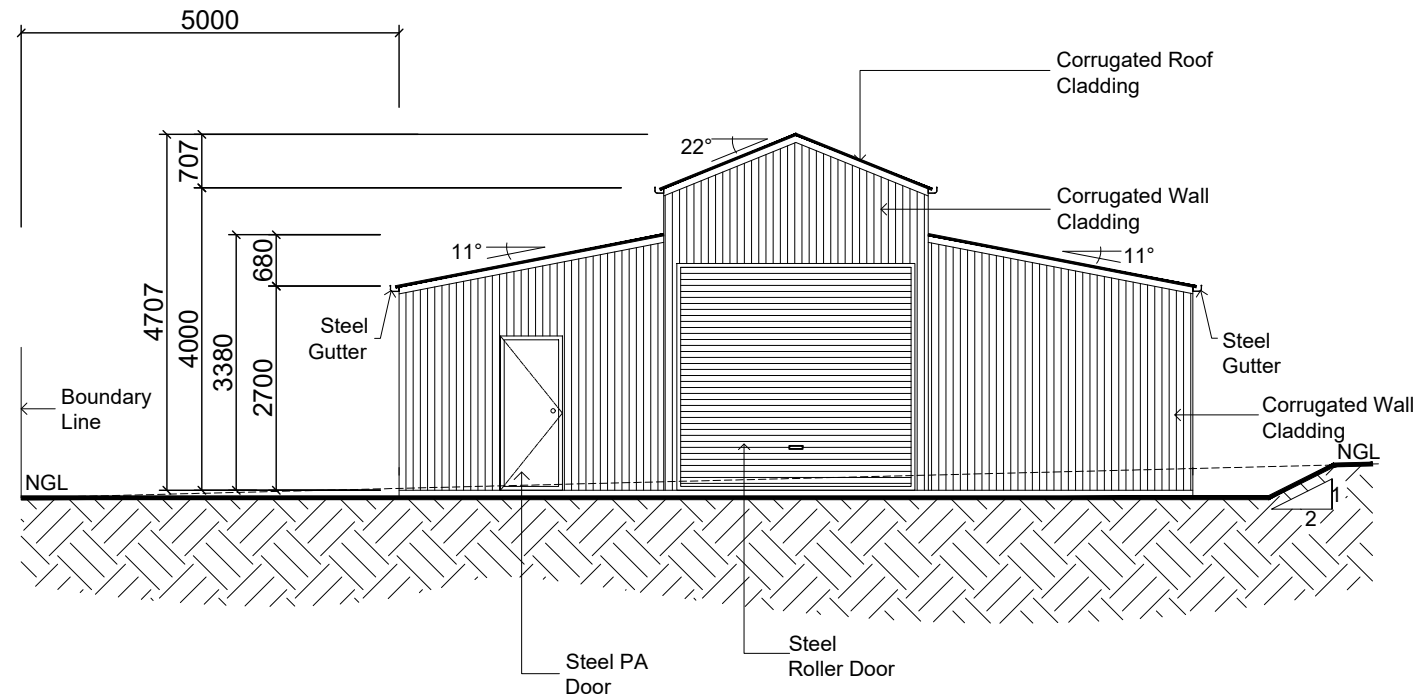 5000
Corrugated Roof
Cladding
22°
707
Corrugated Wall
Cladding
11°
11°
680
4707
4000
3380
2700
Steel
Gutter
Steel
Gutter
Boundary
Line
Corrugated Wall
Cladding
NGL
NGL
1
2
Steel PA
Door
Steel
Roller Door